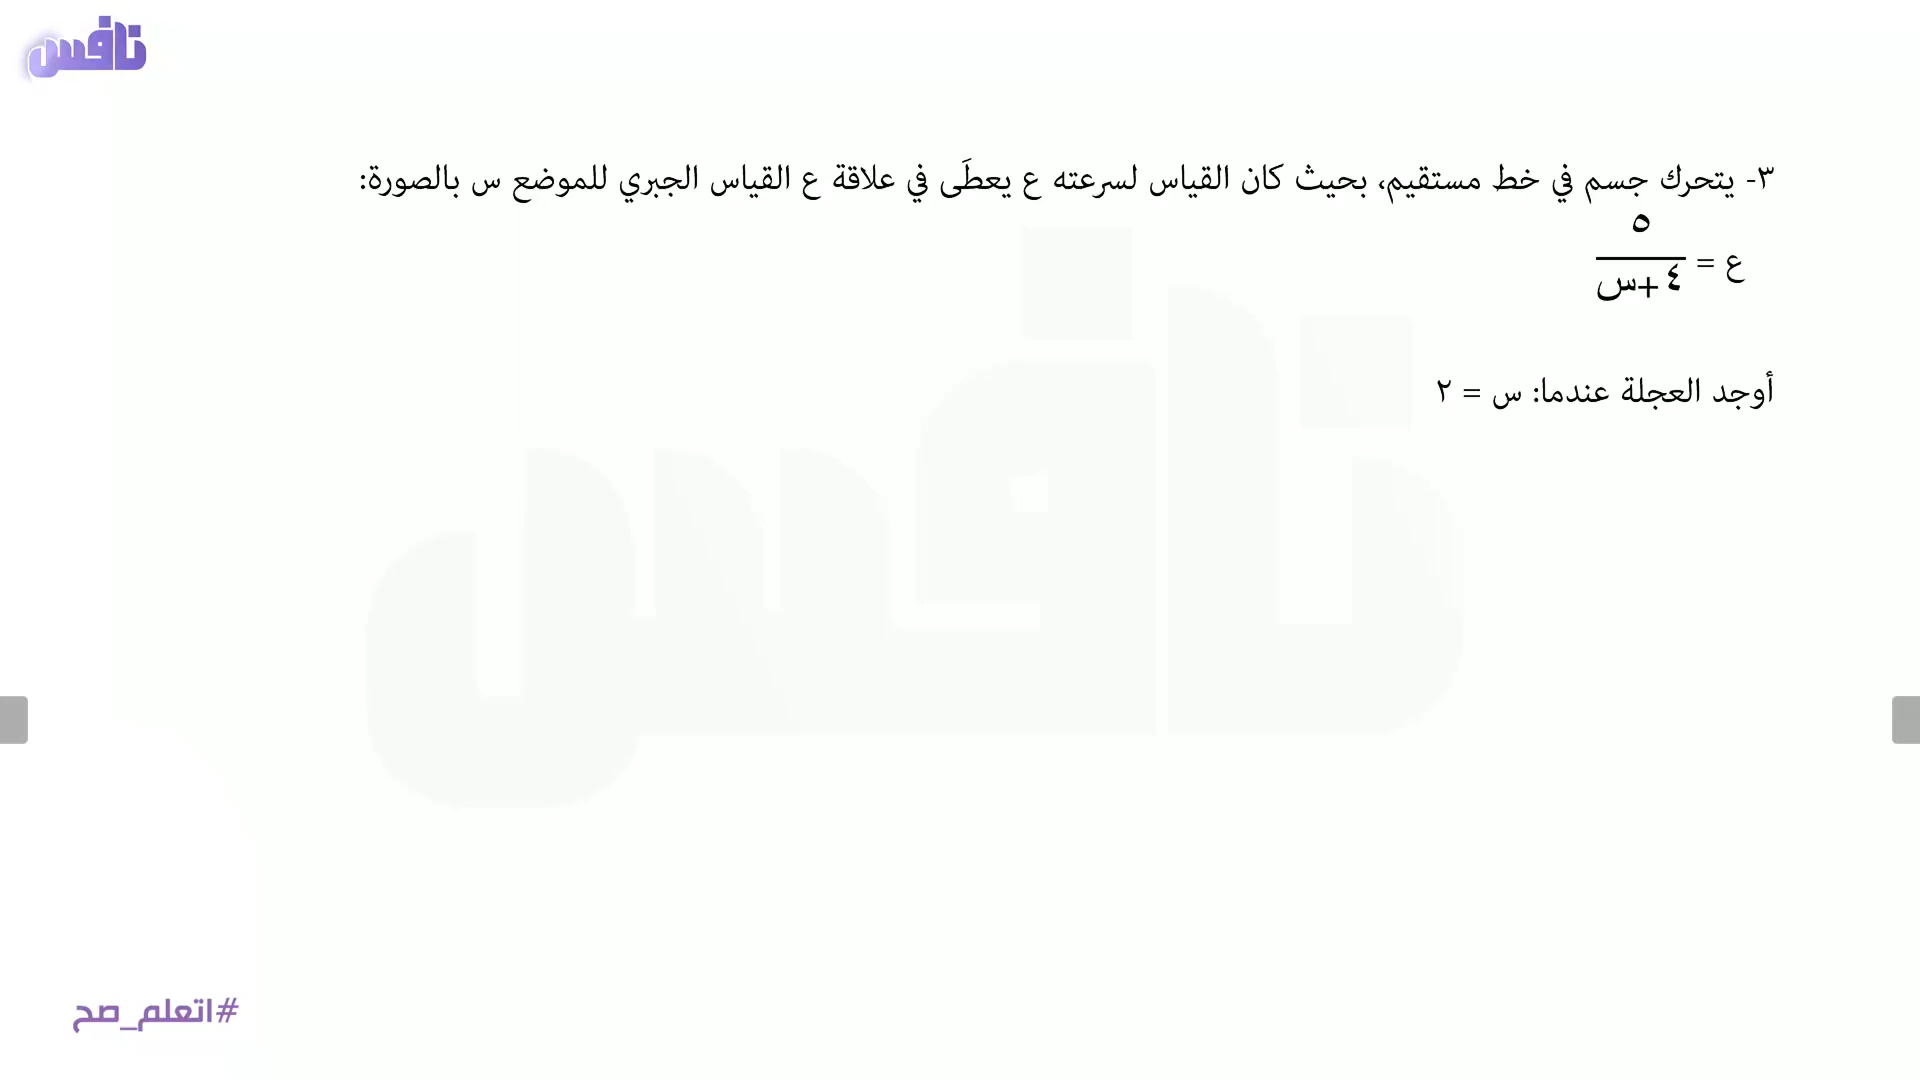 نافس
٣- يتحرك جسم في خط مستقيم، بحيث كان القياس لسرعته ع يعطَى في علاقة ع القياس الجبري للموضع س بالصورة:
٥
ع =
٤ +س
أوجد العجلة عندما: س = ٢
نافس
#اتعلم_صح